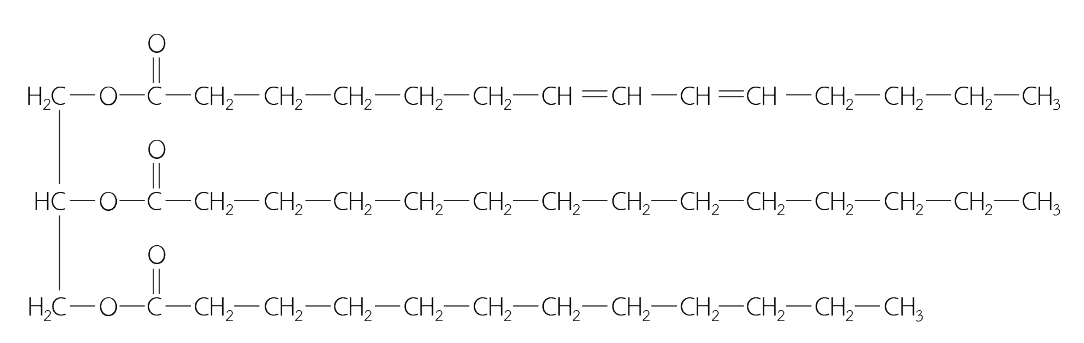 O
H₂C—O—C—CH₂—CH₂—CH₂—CH₂—CH₂—CH=CH—CH=CH—CH₂—CH₂—CH₂—CH₃
O
HC—O—C—CH₂—CH₂—CH₂—CH₂—CH₂—CH₂—CH₂—CH₂—CH₂—CH₂—CH₂—CH₂—CH₃
O
H₂C—O—C—CH₂—CH₂—CH₂—CH₂—CH₂—CH₂—CH₂—CH₂—CH₂—CH₂—CH₃